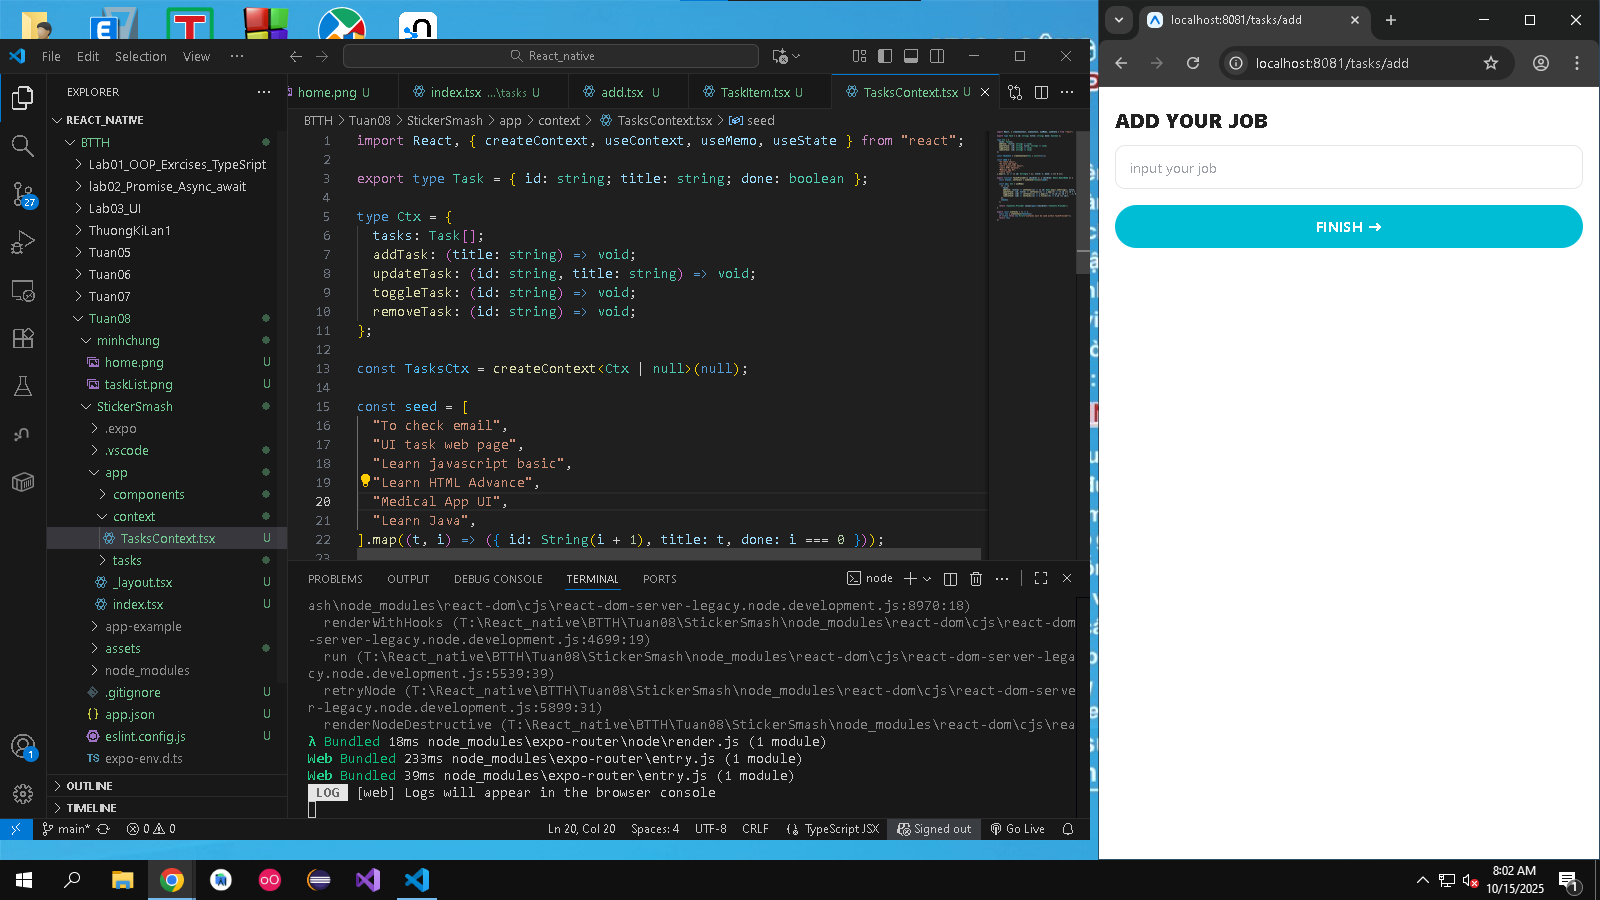 File Edit Selection View ···
React_native
EXPLORER
REACT_NATIVE
BTTH
Lab01_OOP_Exrcises_TypeSript
lab02_Promise_Async_await
Lab03_UI
ThuongKiLan1
Tuan05
Tuan06
Tuan07
Tuan08
minhchung
home.png U
taskList.png U
StickerSmash
.expo
.vscode
app
components
context
TasksContext.tsx U
tasks
_layout.tsx U
index.tsx U
app-example
assets
node_modules
.gitignore U
app.json U
eslint.config.js U
expo-env.d.ts
OUTLINE
TIMELINE
27
1
home.png U index.tsx ...\tasks U add.tsx U TaskItem.tsx U TasksContext.tsx U
BTTH > Tuan08 > StickerSmash > app > context > TasksContext.tsx > seed
1 import React, { createContext, useContext, useMemo, useState } from "react";
2
3 export type Task = { id: string; title: string; done: boolean };
4
5 type Ctx = {
6 tasks: Task[];
7 addTask: (title: string) => void;
8 updateTask: (id: string, title: string) => void;
9 toggleTask: (id: string) => void;
10 removeTask: (id: string) => void;
11 };
12
13 const TasksCtx = createContext<Ctx | null>(null);
14
15 const seed = [
16 "To check email",
17 "UI task web page",
18 "Learn javascript basic",
19 "Learn HTML Advance",
20 "Medical App UI",
21 "Learn Java",
22 ].map((t, i) => ({ id: String(i + 1), title: t, done: i === 0 }));
23
PROBLEMS OUTPUT DEBUG CONSOLE TERMINAL PORTS
node
ash\node_modules\react-dom\cjs\react-dom-server-legacy.node.development.js:8970:18)
renderWithHooks (T:\React_native\BTTH\Tuan08\StickerSmash\node_modules\react-dom\cjs\react-dom
-server-legacy.node.development.js:4699:19)
run (T:\React_native\BTTH\Tuan08\StickerSmash\node_modules\react-dom\cjs\react-dom-server-lega
cy.node.development.js:5539:39)
retryNode (T:\React_native\BTTH\Tuan08\StickerSmash\node_modules\react-dom\cjs\react-dom-serve
r-legacy.node.development.js:5899:31)
renderNodeDestructive (T:\React_native\BTTH\Tuan08\StickerSmash\node_modules\react-dom\cjs\rea
λ Bundled 18ms node_modules\expo-router\node\render.js (1 module)
Web Bundled 233ms node_modules\expo-router\entry.js (1 module)
Web Bundled 39ms node_modules\expo-router\entry.js (1 module)
LOG [web] Logs will appear in the browser console
main* 0 0 Ln 20, Col 20 Spaces: 4 UTF-8 CRLF TypeScript JSX Signed out Go Live
localhost:8081/tasks/add
localhost:8081/tasks/add
ADD YOUR JOB
input your job
FINISH →
8:02 AM
10/15/2025
1